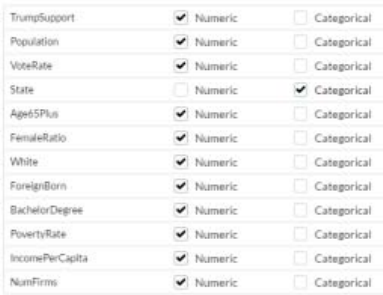 TrumpSupport Numeric Categorical
Population Numeric Categorical
VoteRate Numeric Categorical
State Numeric Categorical
Age65Plus Numeric Categorical
FemaleRatio Numeric Categorical
White Numeric Categorical
ForeignBorn Numeric Categorical
BachelorDegree Numeric Categorical
PovertyRate Numeric Categorical
IncomePerCapita Numeric Categorical
NumFirms Numeric Categorical